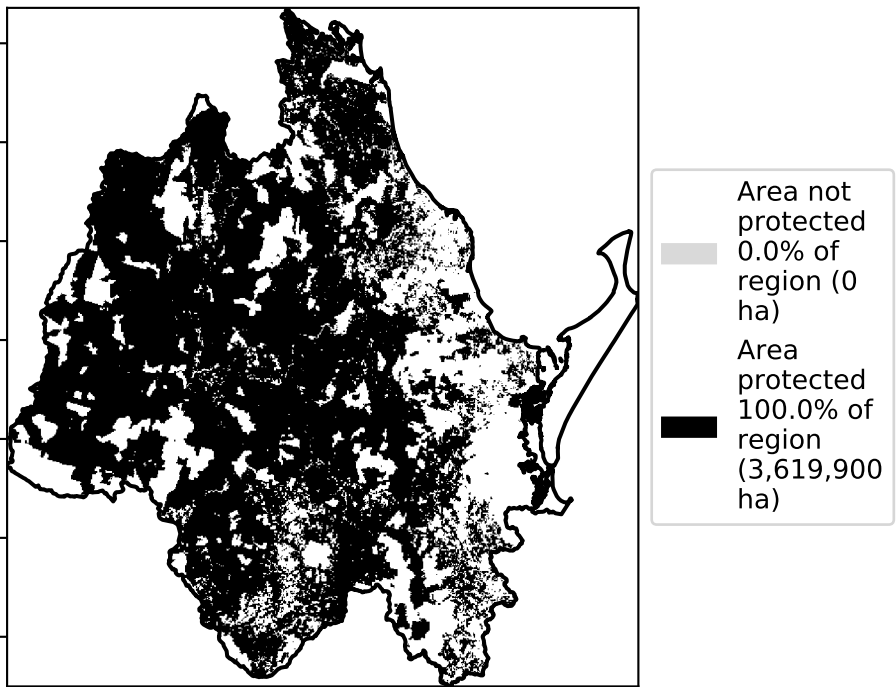 Area not
protected
0.0% of
region (0
ha)
Area
protected
100.0% of
region
(3,619,900
ha)